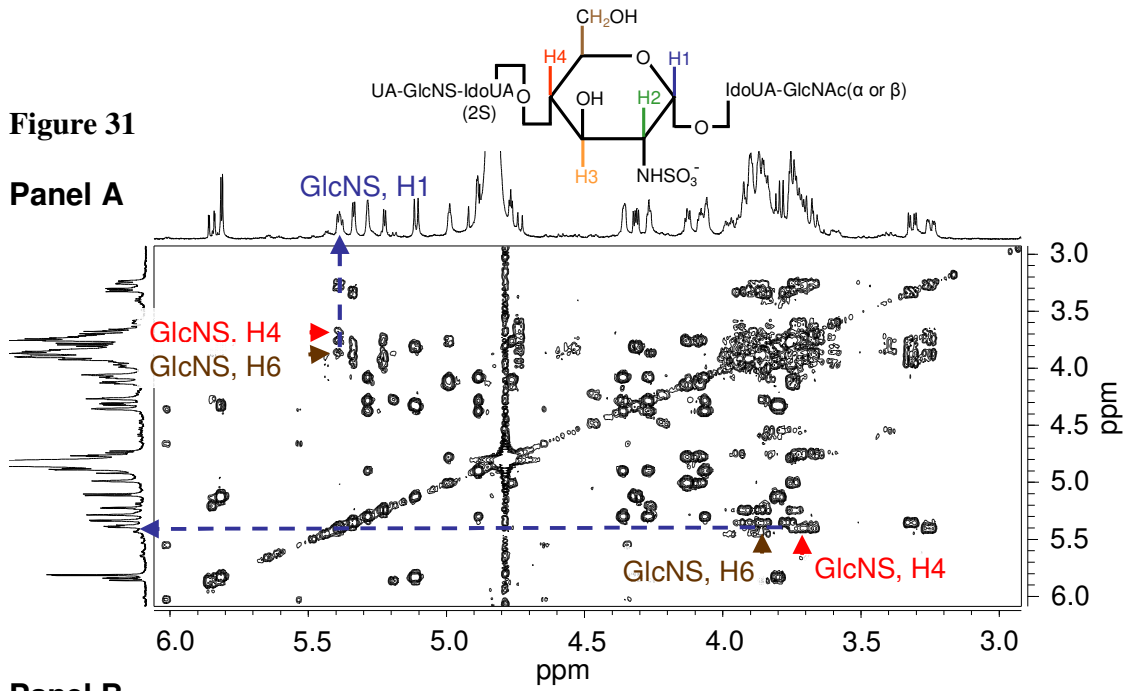 CH2OH
H4
O
H1
UA-GlcNS-IdoUA
(2S)
O
OH
H2
IdoUA-GlcNAc(α or β)
O
H3
NHSO3-
Figure 31
Panel A
GlcNS, H1
GlcNS. H4
GlcNS, H6
3.0
3.5
4.0
4.5
5.0
5.5
6.0
ppm
GlcNS, H6
GlcNS, H4
6.0 5.5 5.0 4.5 4.0 3.5 3.0
ppm
Panel B